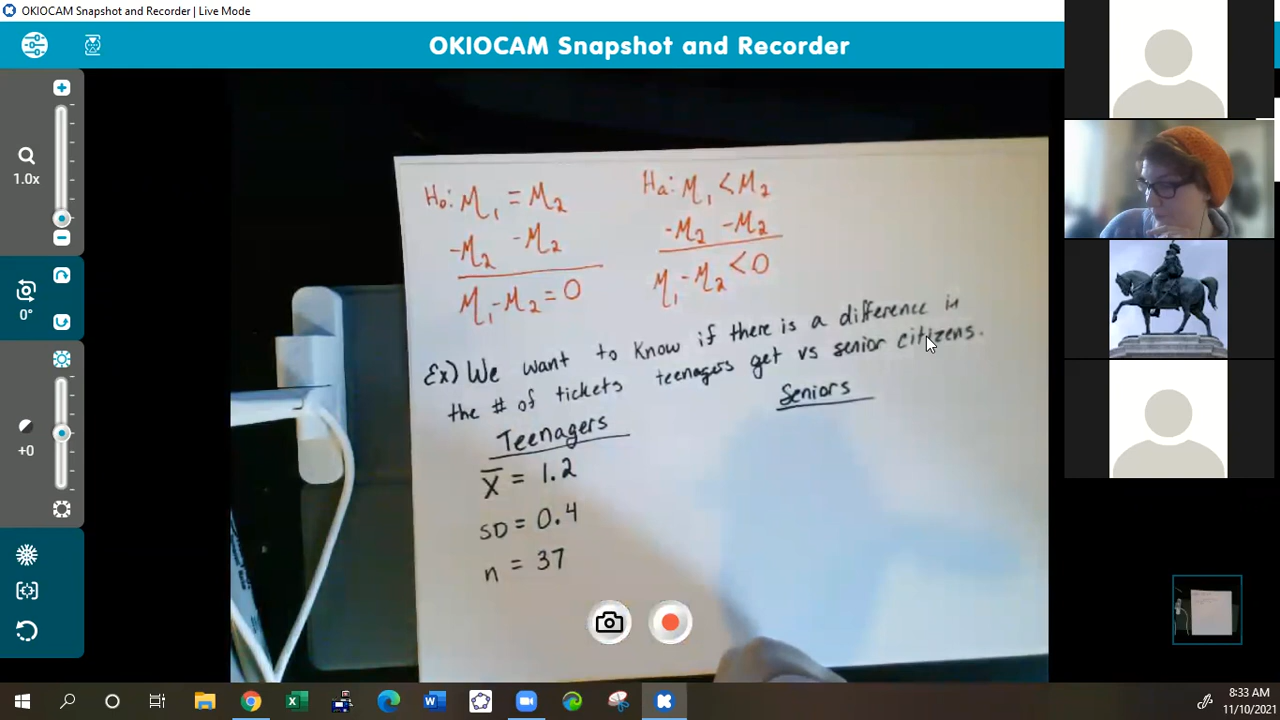 OKIOCAM Snapshot and Recorder | Live Mode
OKIOCAM Snapshot and Recorder
1.0x
0°
+0
H₀: M₁ = M₂
-M₂ -M₂
M₁-M₂ = 0
Ha: M₁ < M₂
-M₂ -M₂
M₁-M₂ < 0
Ex) We want to know if there is a difference in
the # of tickets teenagers get vs senior citizens.
Teenagers
X̅ = 1.2
SD = 0.4
n = 37
Seniors
8:33 AM
11/10/2021